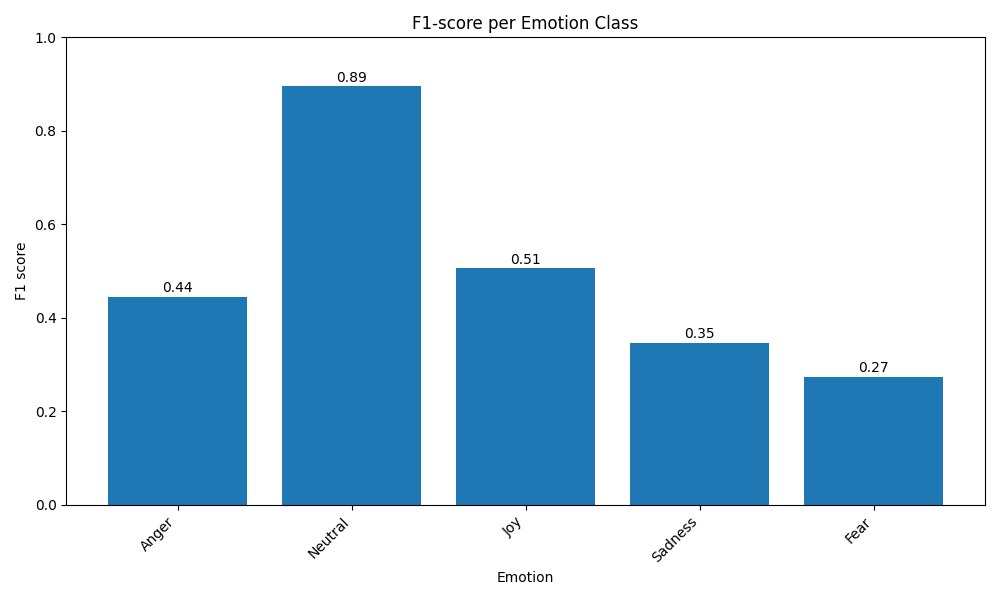 F1-score per Emotion Class
F1 score
1.0
0.8
0.6
0.4
0.2
0.0
0.44
0.89
0.51
0.35
0.27
Anger
Neutral
Joy
Sadness
Fear
Emotion